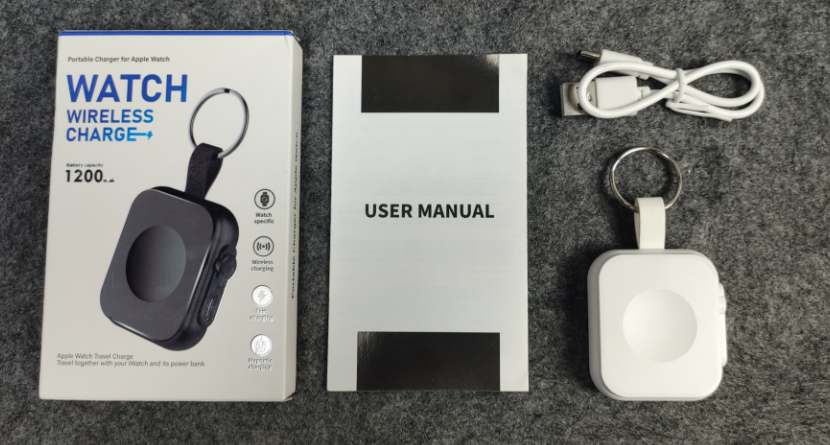 Portable Charger for Apple Watch
WATCH
WIRELESS
CHARGE
Battery capacity
1200
Watch
specific
Wireless
charging
Fast
charging
Magnetic
charging
Apple Watch Travel Charge
Travel together with your iWatch and its power bank
Portable Charger for Apple Watch
USER MANUAL